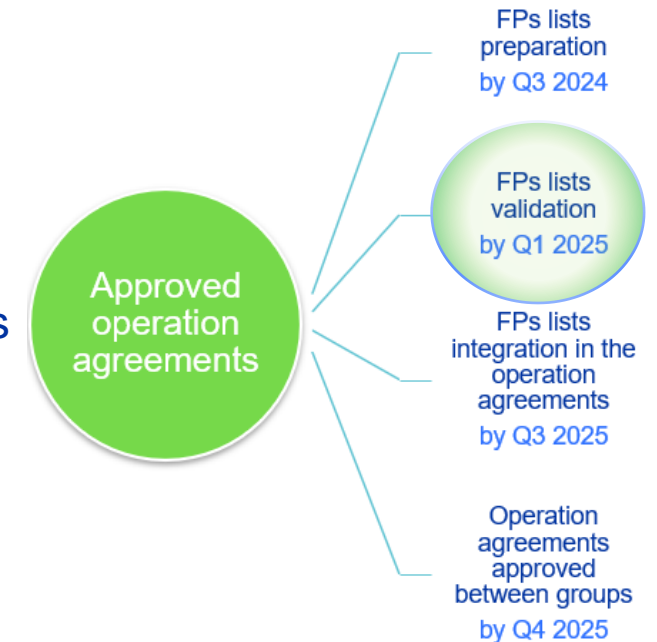 FPs lists
preparation
by Q3 2024
FPs lists
validation
by Q1 2025
s
Approved
operation
agreements
FPs lists
integration in the
operation
agreements
by Q3 2025
Operation
agreements
approved
between groups
by Q4 2025